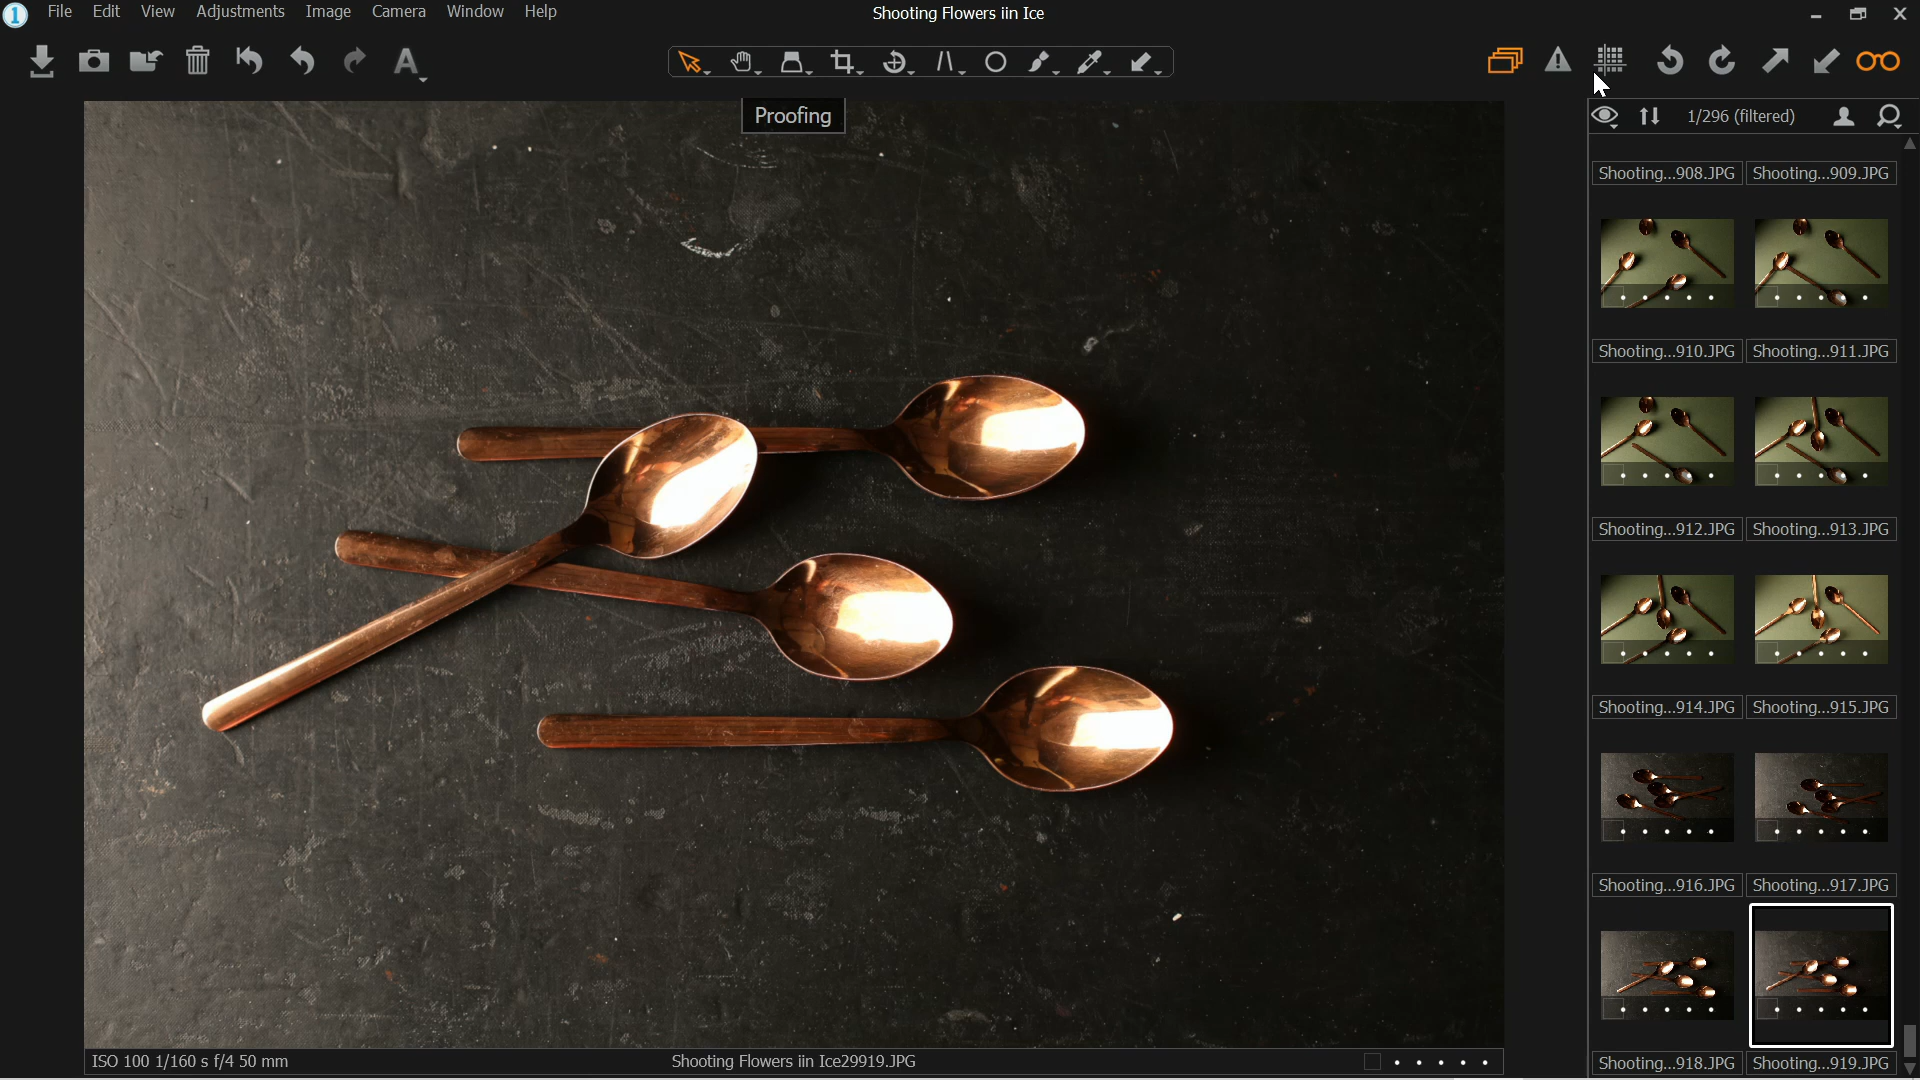 1 File Edit View Adjustments Image Camera Window Help
Shooting Flowers iin Ice
A
Proofing
1/296 (filtered)
Shooting...908.JPG Shooting...909.JPG
Shooting...910.JPG Shooting...911.JPG
Shooting...912.JPG Shooting...913.JPG
Shooting...914.JPG Shooting...915.JPG
Shooting...916.JPG Shooting...917.JPG
Shooting...918.JPG Shooting...919.JPG
ISO 100 1/160 s f/4 50 mm
Shooting Flowers iin Ice29919.JPG